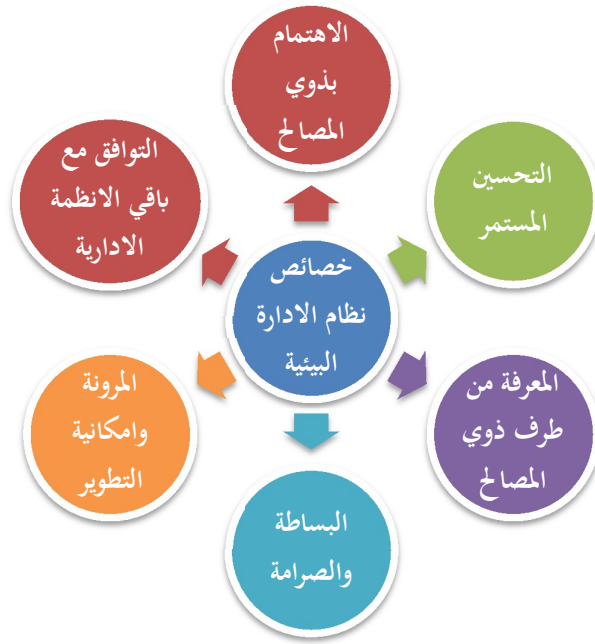 الاهتمام
بذوي
المصالح
التحسين
المستمر
المعرفة من
طرف ذوي
المصالح
البساطة
والصرامة
المرونة
وامكانية
التطوير
التوافق مع
باقي الانظمة
الادارية
خصائص
نظام الادارة
البيئية